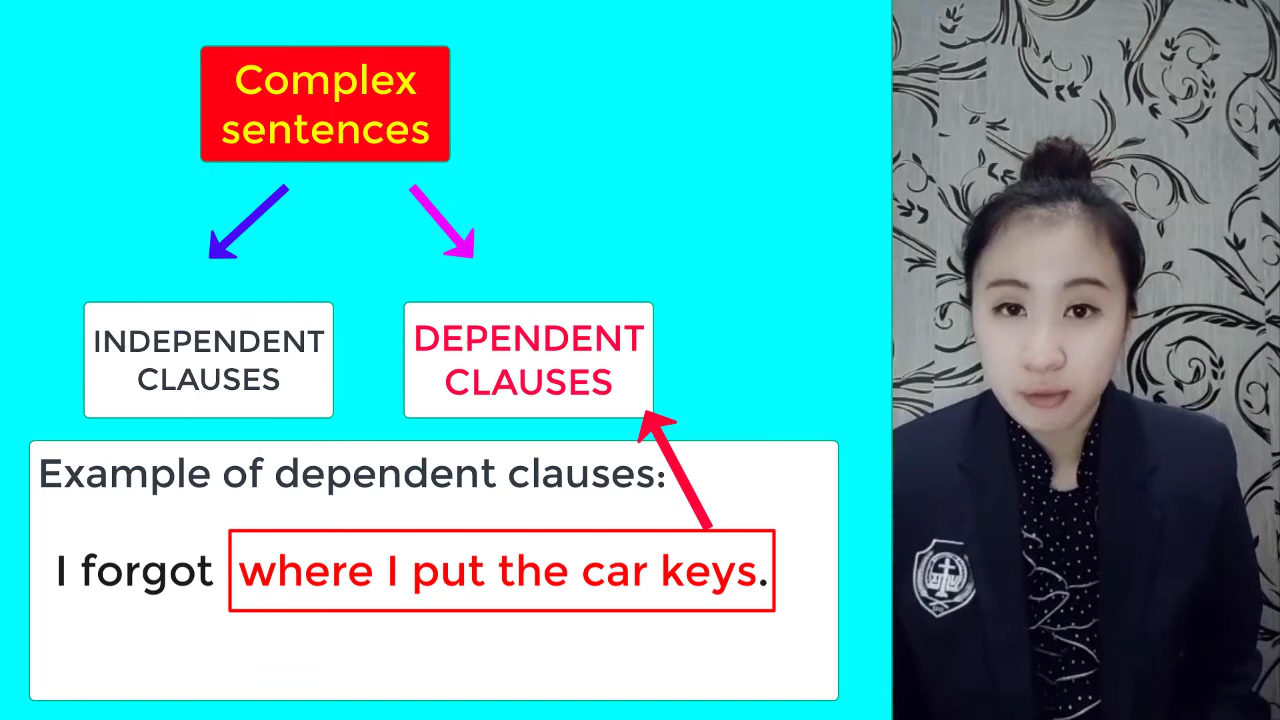 Complex
sentences
INDEPENDENT
CLAUSES
DEPENDENT
CLAUSES
Example of dependent clauses:
I forgot where I put the car keys.